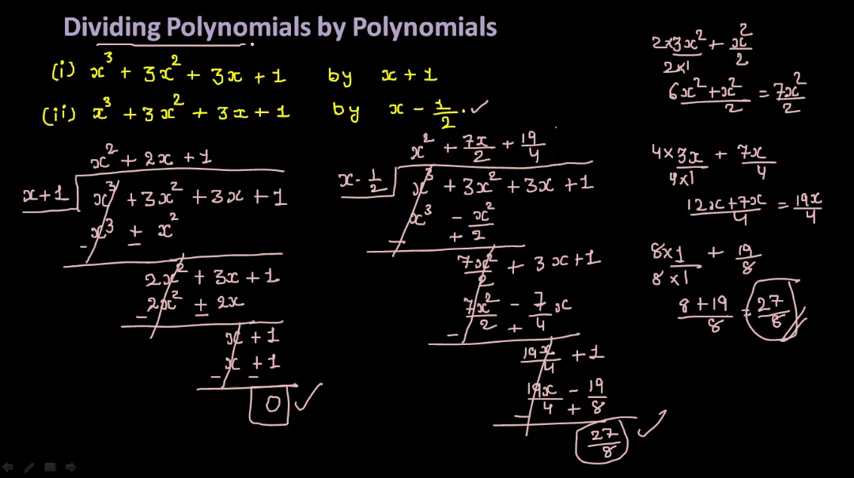 Dividing Polynomials by Polynomials
(i) x³ + 3x² + 3x + 1 by x + 1
(ii) x³ + 3x² + 3x + 1 by x - 1/2.
x² + 2x + 1
x+1 x³ + 3x² + 3x + 1
x³ + x²
-
-
2x² + 3x + 1
2x² + 2x
-
-
x + 1
x + 1
-
-
0
x² + 7x/2 + 19/4
x - 1/2 x³ + 3x² + 3x + 1
x³ - x²/2
-
+
7x²/2 + 3x + 1
7x²/2 - 7/4 x
-
+
19x/4 + 1
19x/4 - 19/8
-
+
27/8
2×3x²/2×1 + x²/2
6x² + x²/2 = 7x²/2
4×3x/4×1 + 7x/4
12x+7x/4 = 19x/4
8×1/8×1 + 19/8
8+19/8 = 27/8